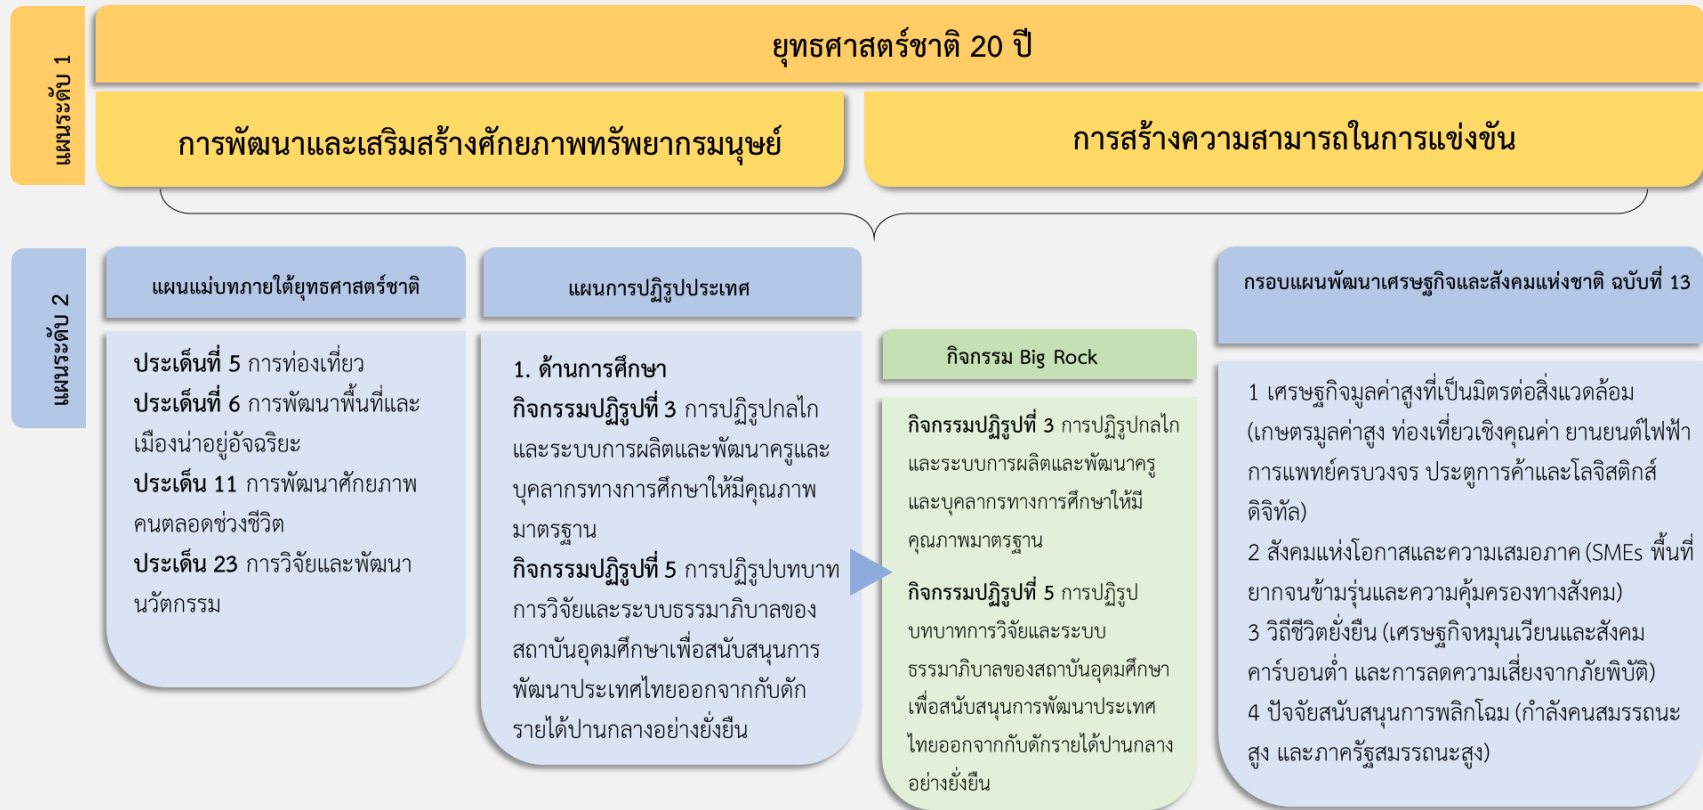 แผนระดับ 1
ยุทธศาสตร์ชาติ 20 ปี
การพัฒนาและเสริมสร้างศักยภาพทรัพยากรมนุษย์
การสร้างความสามารถในการแข่งขัน
แผนระดับ 2
แผนแม่บทภายใต้ยุทธศาสตร์ชาติ
ประเด็นที่ 5 การท่องเที่ยว
ประเด็นที่ 6 การพัฒนาพื้นที่และ
เมืองน่าอยู่อัจฉริยะ
ประเด็น 11 การพัฒนาศักยภาพ
คนตลอดช่วงชีวิต
ประเด็น 23 การวิจัยและพัฒนา
นวัตกรรม
แผนการปฏิรูปประเทศ
1. ด้านการศึกษา
กิจกรรมปฏิรูปที่ 3 การปฏิรูปกลไก
และระบบการผลิตและพัฒนาครูและ
บุคลากรทางการศึกษาให้มีคุณภาพ
มาตรฐาน
กิจกรรมปฏิรูปที่ 5 การปฏิรูปบทบาท
การวิจัยและระบบธรรมาภิบาลของ
สถาบันอุดมศึกษาเพื่อสนับสนุนการ
พัฒนาประเทศไทยออกจากกับดัก
รายได้ปานกลางอย่างยั่งยืน
กิจกรรม Big Rock
กิจกรรมปฏิรูปที่ 3 การปฏิรูปกลไก
และระบบการผลิตและพัฒนาครู
และบุคลากรทางการศึกษาให้มี
คุณภาพมาตรฐาน
กิจกรรมปฏิรูปที่ 5 การปฏิรูป
บทบาทการวิจัยและระบบ
ธรรมาภิบาลของสถาบันอุดมศึกษา
เพื่อสนับสนุนการพัฒนาประเทศ
ไทยออกจากกับดักรายได้ปานกลาง
อย่างยั่งยืน
กรอบแผนพัฒนาเศรษฐกิจและสังคมแห่งชาติ ฉบับที่ 13
1 เศรษฐกิจมูลค่าสูงที่เป็นมิตรต่อสิ่งแวดล้อม
(เกษตรมูลค่าสูง ท่องเที่ยวเชิงคุณค่า ยานยนต์ไฟฟ้า
การแพทย์ครบวงจร ประตูการค้าและโลจิสติกส์
ดิจิทัล)
2 สังคมแห่งโอกาสและความเสมอภาค (SMEs พื้นที่
ยากจนข้ามรุ่นและความคุ้มครองทางสังคม)
3 วิถีชีวิตยั่งยืน (เศรษฐกิจหมุนเวียนและสังคม
คาร์บอนต่ำ และการลดความเสี่ยงจากภัยพิบัติ)
4 ปัจจัยสนับสนุนการพลิกโฉม (กำลังคนสมรรถนะ
สูง และภาครัฐสมรรถนะสูง)